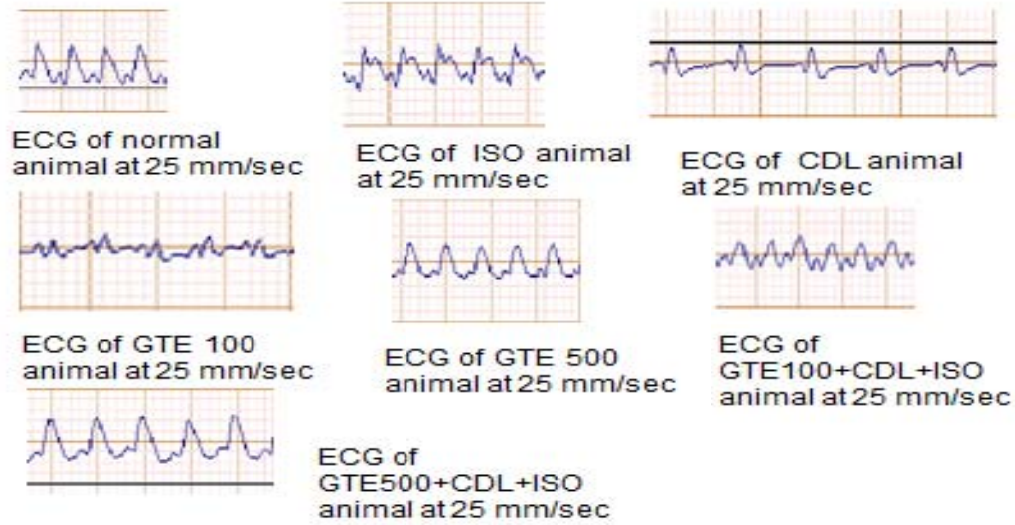 ECG of normal
animal at 25 mm/sec
ECG of ISO animal
at 25 mm/sec
ECG of CDL animal
at 25 mm/sec
ECG of GTE 100
animal at 25 mm/sec
ECG of GTE 500
animal at 25 mm/sec
ECG of
GTE100+CDL+ISO
animal at 25 mm/sec
ECG of
GTE500+CDL+ISO
animal at 25 mm/sec